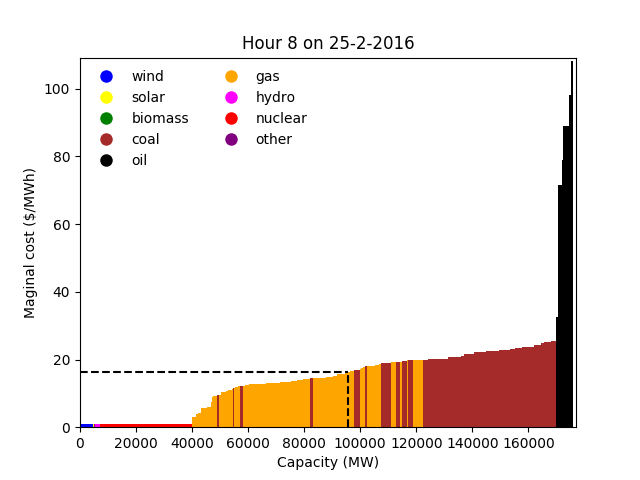 Hour 8 on 25-2-2016
Maginal cost ($/MWh)
100
80
60
40
20
0
wind
solar
biomass
coal
oil
gas
hydro
nuclear
other
0 20000 40000 60000 80000 100000 120000 140000 160000
Capacity (MW)